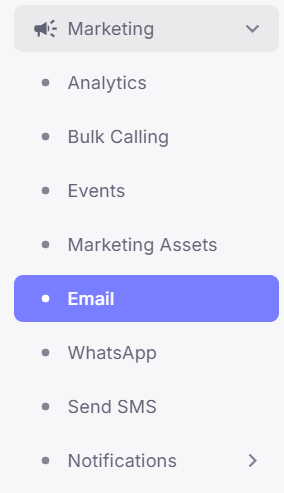 Marketing
Analytics
Bulk Calling
Events
Marketing Assets
Email
WhatsApp
Send SMS
Notifications